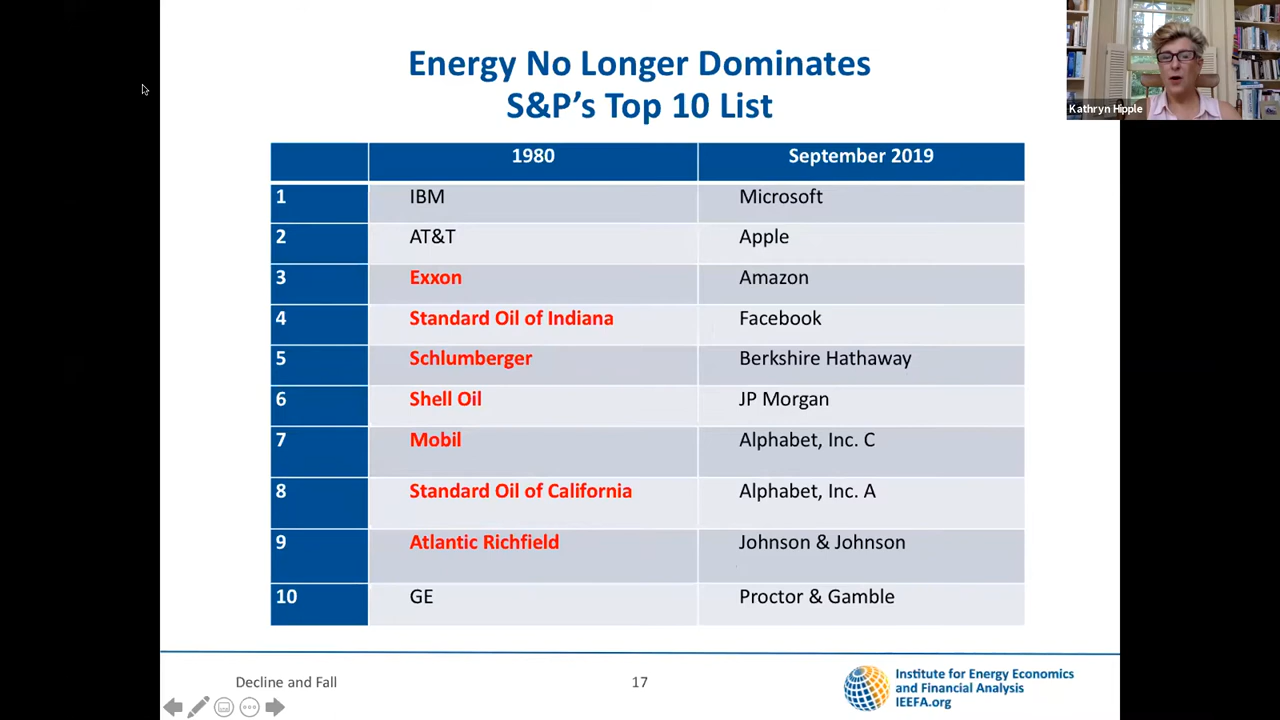 Energy No Longer Dominates
S&P's Top 10 List
1980 September 2019
1 IBM Microsoft
2 AT&T Apple
3 Exxon Amazon
4 Standard Oil of Indiana Facebook
5 Schlumberger Berkshire Hathaway
6 Shell Oil JP Morgan
7 Mobil Alphabet, Inc. C
8 Standard Oil of California Alphabet, Inc. A
9 Atlantic Richfield Johnson & Johnson
10 GE Proctor & Gamble
Decline and Fall
17
Institute for Energy Economics
and Financial Analysis
IEEFA.org
Kathryn Hipple